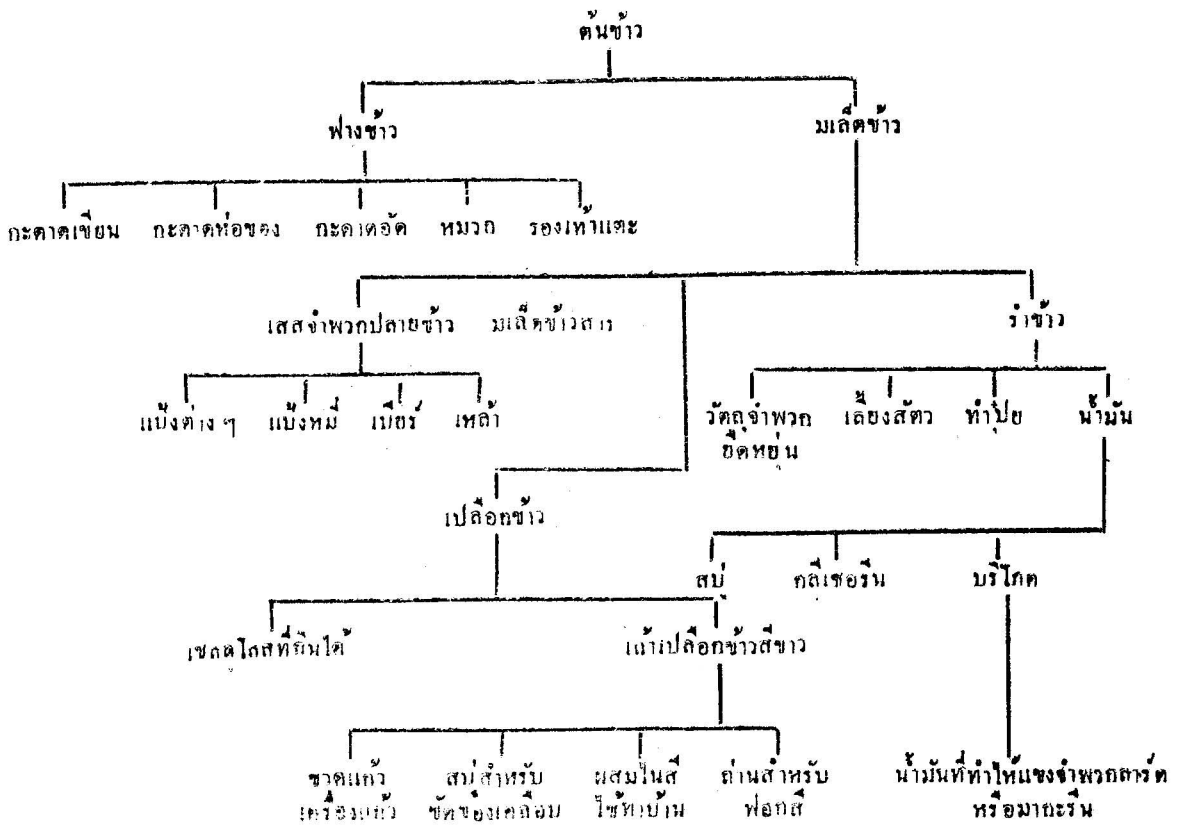 ต้นข้าว
ฟางข้าว
มเล็ดข้าว
กะดาดเขียน กะดาดห่อของ กะดาดอัด หมวก รองเท้าแตะ
เสสจำพวกปลายข้าว มเล็ดข้าวสาร รำข้าว
แป้งต่าง ๆ แป้งหมี่ เบียร์ เหล้า วัตถุจำพวก เลี้ยงสัตว ทำปุ๋ย น้ำมัน
ยืดหยุ่น
เปลือกข้าว
สบู่ กลีเซอรีน บริโภค
เซลลูโลสที่กินได้ เถ้าเปลือกข้าวสีขาว
ขวดแก้ว สบู่สำหรับ ผสมในสี ถ่านสำหรับ น้ำมันที่ทำให้แขงจำพวกลาร์ด
เครื่องแก้ว ขัดของเคลือบ ใช้ทาบ้าน ฟอกสี หรือมากะรีน